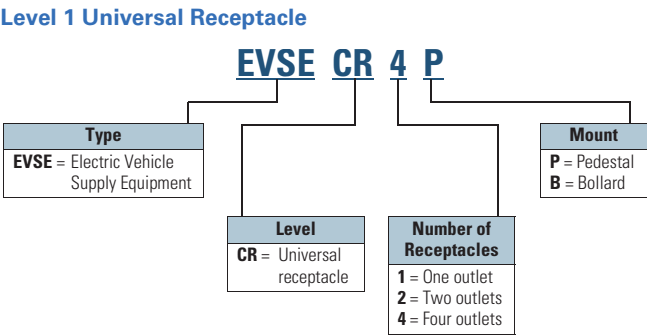 Level 1 Universal Receptacle
EVSE CR 4 P
Type
EVSE = Electric Vehicle
Supply Equipment
Mount
P = Pedestal
B = Bollard
Level
CR = Universal
receptacle
Number of
Receptacles
1 = One outlet
2 = Two outlets
4 = Four outlets